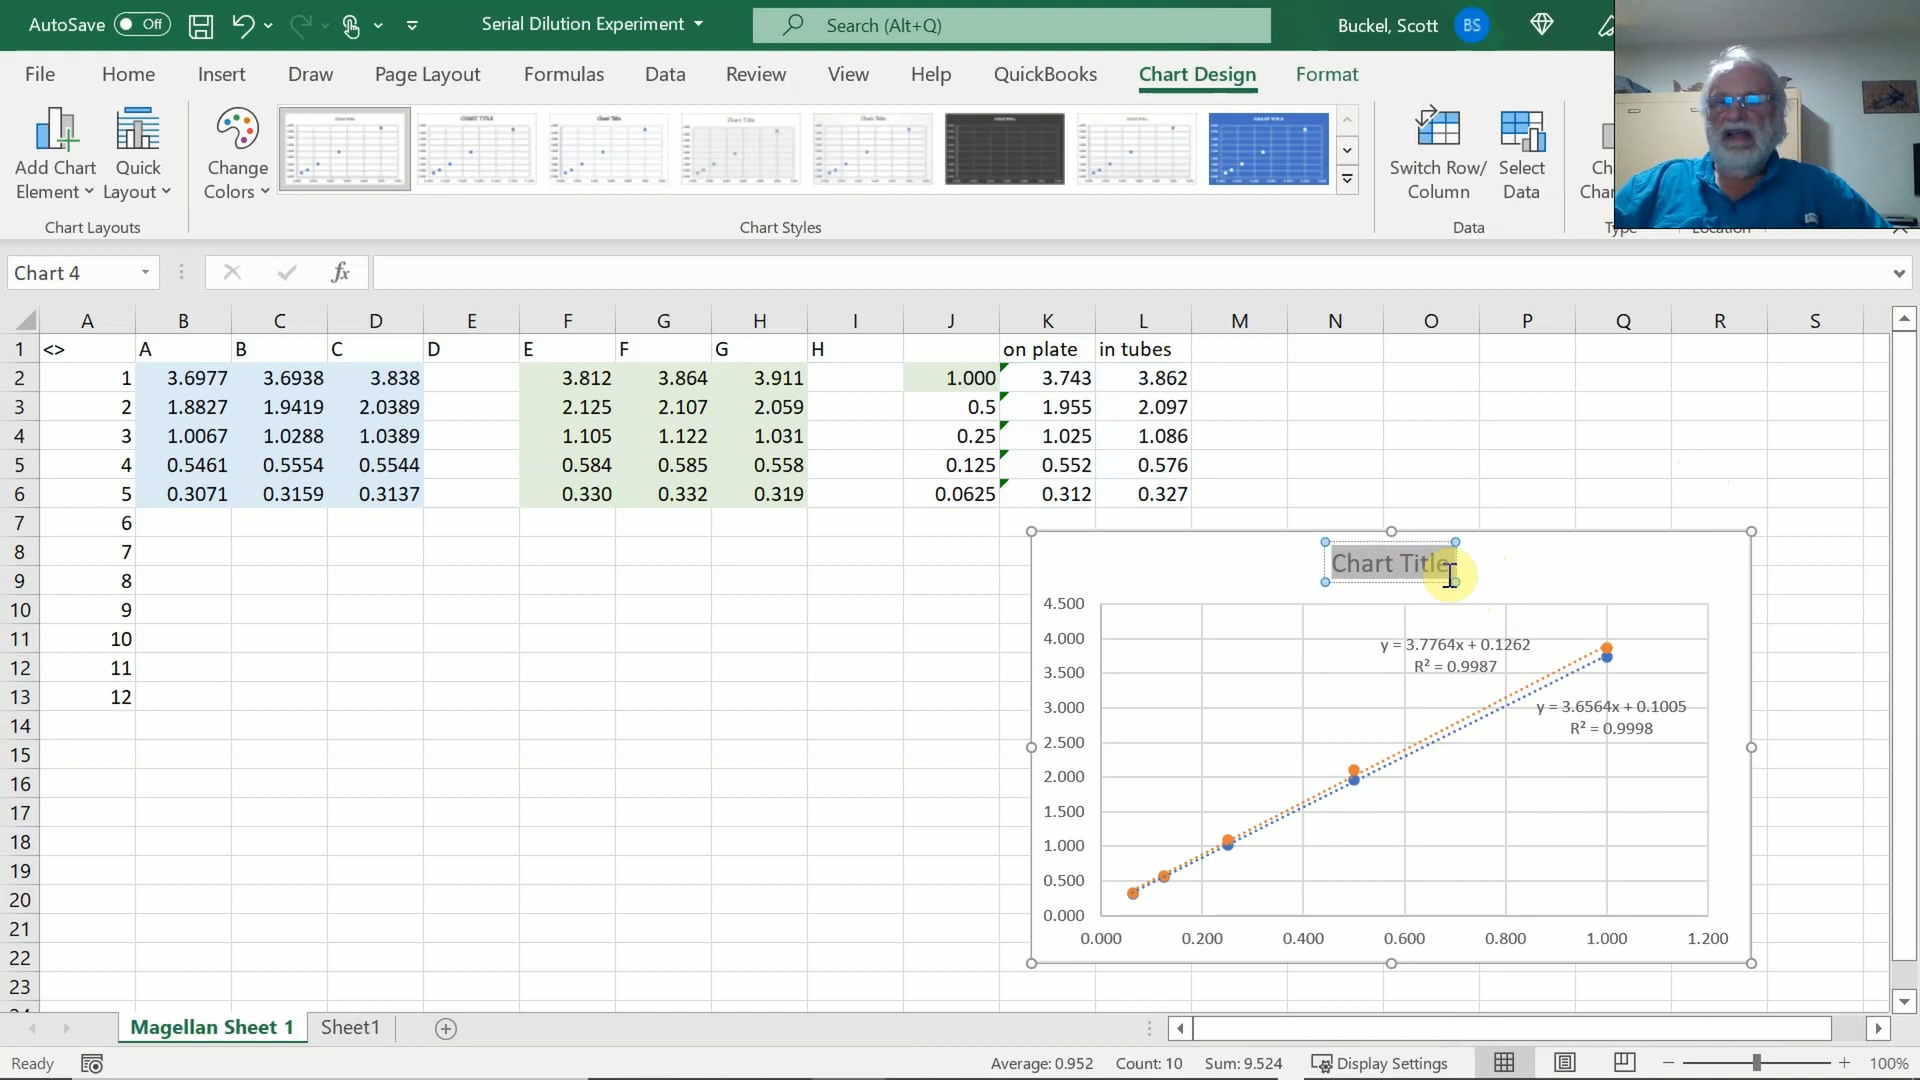 AutoSave Off
Serial Dilution Experiment
Search (Alt+Q)
Buckel, Scott BS
File Home Insert Draw Page Layout Formulas Data Review View Help QuickBooks Chart Design Format
Add Chart Element
Quick Layout
Change Colors
Switch Row/ Column
Select Data
Chart Layouts
Chart Styles
Data
Chart 4
fx
A B C D E F G H I J K L M N O P Q R S
1 <> A B C D E F G H on plate in tubes
2 1 3.6977 3.6938 3.838 3.812 3.864 3.911 1.000 3.743 3.862
3 2 1.8827 1.9419 2.0389 2.125 2.107 2.059 0.5 1.955 2.097
4 3 1.0067 1.0288 1.0389 1.105 1.122 1.031 0.25 1.025 1.086
5 4 0.5461 0.5554 0.5544 0.584 0.585 0.558 0.125 0.552 0.576
6 5 0.3071 0.3159 0.3137 0.330 0.332 0.319 0.0625 0.312 0.327
7 6
8 7
9 8
10 9
11 10
12 11
13 12
14
15
16
17
18
19
20
21
22
23
Chart Title
4.500
4.000
3.500
3.000
2.500
2.000
1.500
1.000
0.500
0.000
y = 3.7764x + 0.1262
R² = 0.9987
y = 3.6564x + 0.1005
R² = 0.9998
0.000 0.200 0.400 0.600 0.800 1.000 1.200
Magellan Sheet 1 Sheet1
Ready
Average: 0.952 Count: 10 Sum: 9.524 Display Settings 100%